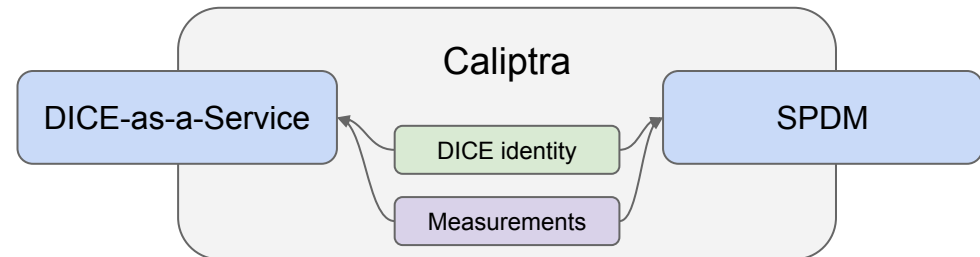 Caliptra
DICE-as-a-Service
SPDM
DICE identity
Measurements